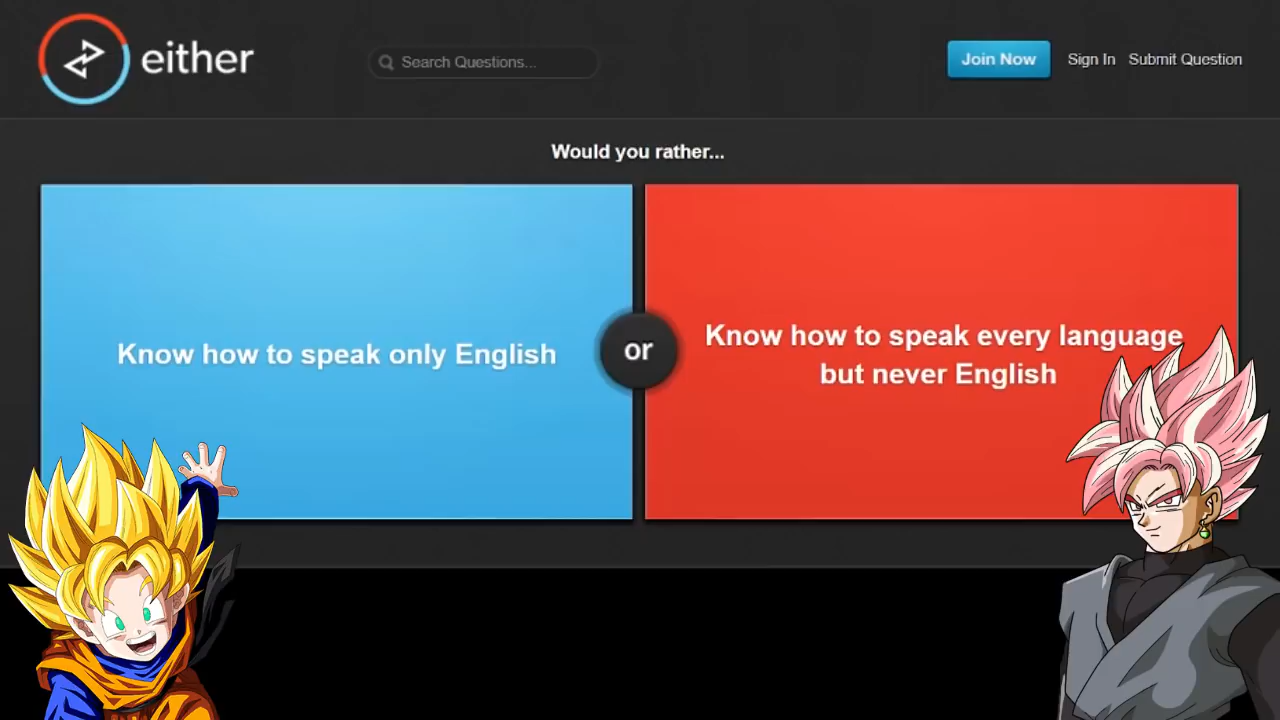 either
Search Questions...
Join Now
Sign In
Submit Question
Would you rather...
Know how to speak only English
or
Know how to speak every language
but never English